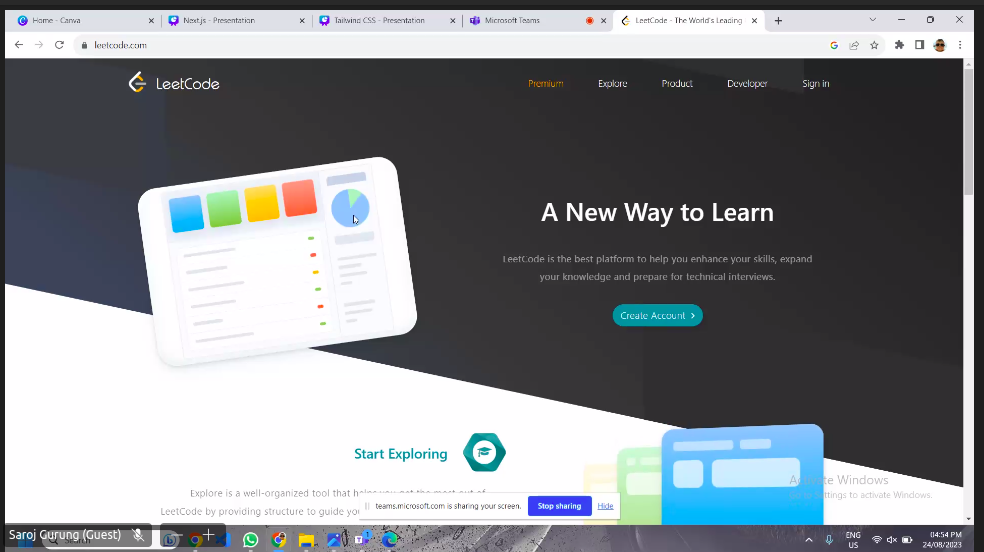 Home - Canva
Next.js - Presentation
Tailwind CSS - Presentation
Microsoft Teams
LeetCode - The World's Leading
leetcode.com
LeetCode
Premium
Explore
Product
Developer
Sign in
A New Way to Learn
LeetCode is the best platform to help you enhance your skills, expand
your knowledge and prepare for technical interviews.
Create Account >
Start Exploring
Explore is a well-organized tool that helps you get the most out of
LeetCode by providing structure to guide
Activate Windows
Go to Settings to activate Windows.
teams.microsoft.com is sharing your screen.
Stop sharing
Hide
Saroj Gurung (Guest)
Search
ENG
US
04:54 PM
24/08/2023